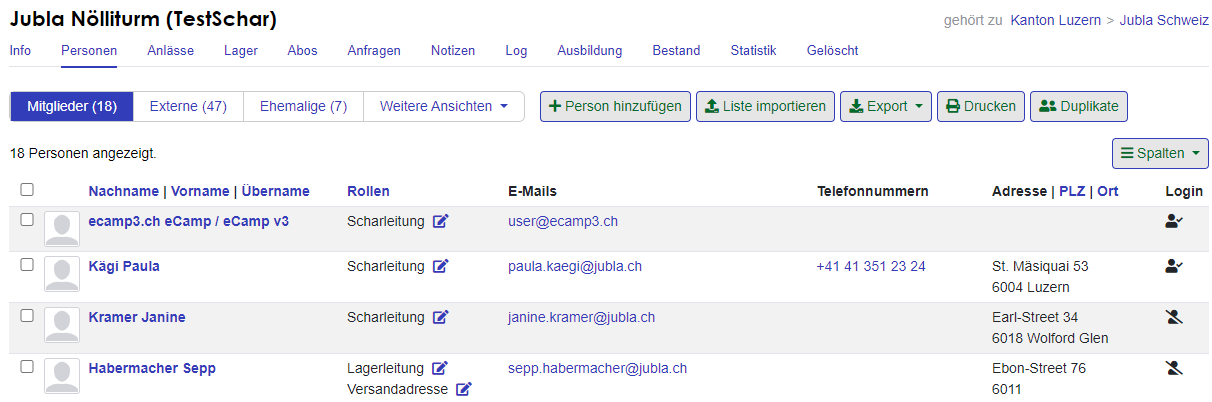 Jubla Nölliturm (TestSchar)
gehört zu Kanton Luzern > Jubla Schweiz
Info Personen Anlässe Lager Abos Anfragen Notizen Log Ausbildung Bestand Statistik Gelöscht
Mitglieder (18) Externe (47) Ehemalige (7) Weitere Ansichten Person hinzufügen Liste importieren Export Drucken Duplikate
18 Personen angezeigt.
Spalten
Nachname | Vorname | Übername Rollen E-Mails Telefonnummern Adresse | PLZ | Ort Login
ecamp3.ch eCamp / eCamp v3 Scharleitung user@ecamp3.ch
Kägi Paula Scharleitung paula.kaegi@jubla.ch +41 41 351 23 24 St. Mäsiquai 53
6004 Luzern
Kramer Janine Scharleitung janine.kramer@jubla.ch Earl-Street 34
6018 Wolford Glen
Habermacher Sepp Lagerleitung sepp.habermacher@jubla.ch Ebon-Street 76
Versandadresse 6011